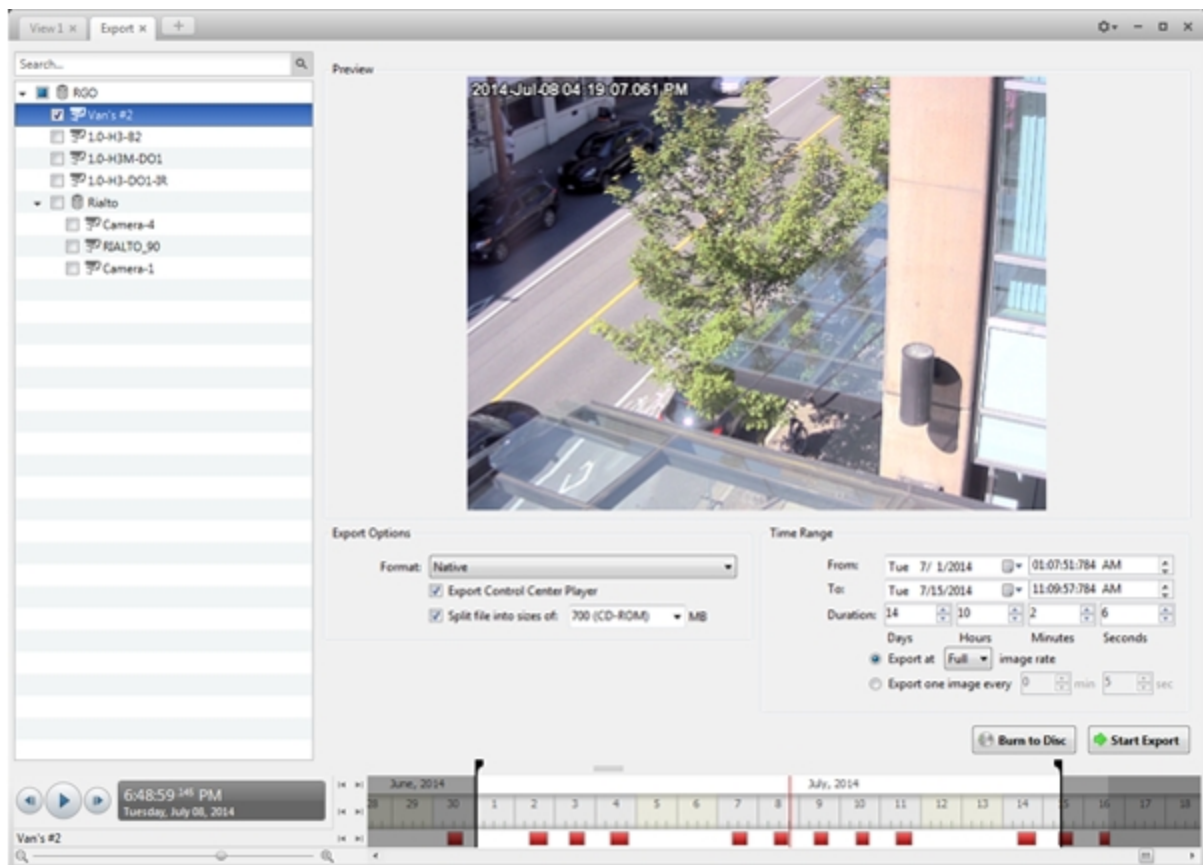 View 1 Export
Search...
RGO
Van's #2
1.0-H3-B2
1.0-H3M-DO1
1.0-H3-DO1-IR
Rialto
Camera-4
RIALTO_90
Camera-1
Preview
2014-Jul-08 04 19 07.061 PM
Export Options
Format: Native
Export Control Center Player
Split file into sizes of: 700 (CD-ROM) MB
Time Range
From: Tue 7/ 1/2014 01:07:51:784 AM
To: Tue 7/15/2014 11:09:57:784 AM
Duration: 14 10 2 6
Days Hours Minutes Seconds
Export at Full image rate
Export one image every 0 min 5 sec
Burn to Disc Start Export
6:48:59 PM
Tuesday, July 08, 2014
June, 2014 July, 2014
28 29 30 1 2 3 4 5 6 7 8 9 10 11 12 13 14 15 16 17 18
Van's #2